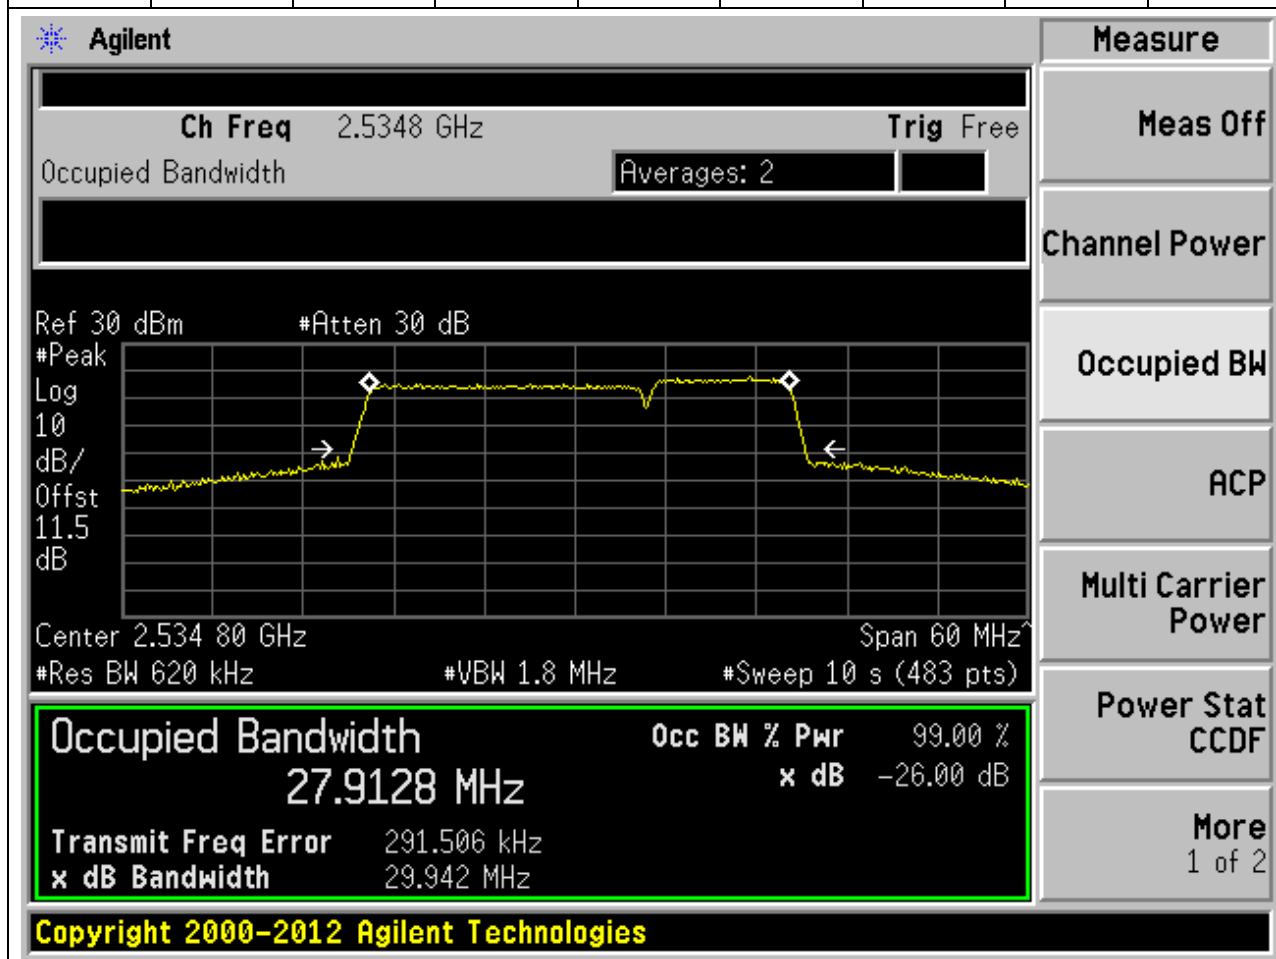 Agilent
Measure
Ch Freq 2.5348 GHz Trig Free
Occupied Bandwidth Averages: 2
Meas Off
Channel Power
Occupied BW
ACP
Multi Carrier
Power
Power Stat
CCDF
More
1 of 2
Ref 30 dBm #Atten 30 dB
#Peak
Log
10
dB/
Offst
11.5
dB
Center 2.534 80 GHz Span 60 MHz^
#Res BW 620 kHz #VBW 1.8 MHz #Sweep 10 s (483 pts)
Occupied Bandwidth Occ BW % Pwr 99.00 %
27.9128 MHz x dB -26.00 dB
Transmit Freq Error 291.506 kHz
x dB Bandwidth 29.942 MHz
Copyright 2000-2012 Agilent Technologies